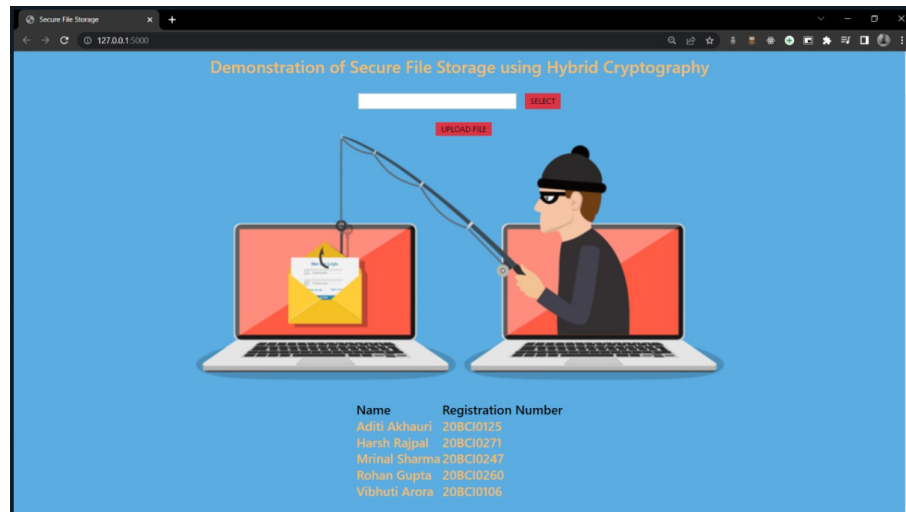 Secure File Storage
127.0.0.1:5000
Demonstration of Secure File Storage using Hybrid Cryptography
SELECT
UPLOAD FILE
Name Registration Number
Aditi Akhauri 20BCI0125
Harsh Rajpal 20BCI0271
Mrinal Sharma 20BCI0247
Rohan Gupta 20BCI0260
Vibhuti Arora 20BCI0106